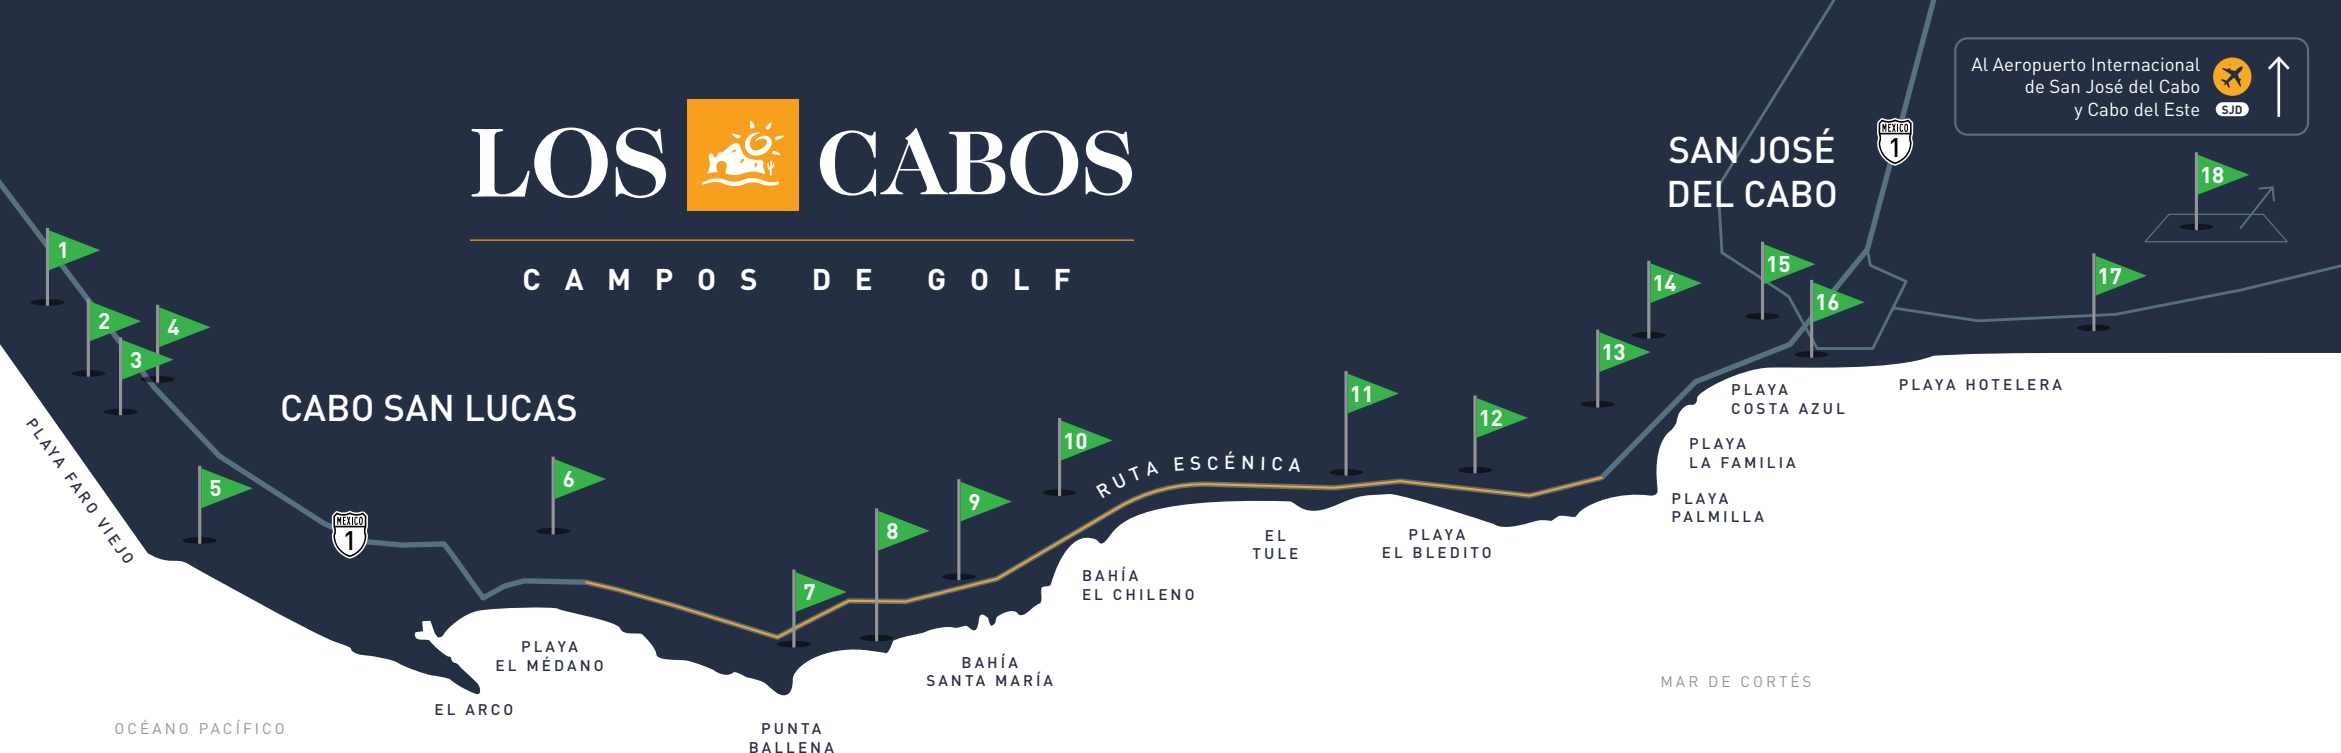 LOS CABOS
CAMPOS DE GOLF
Al Aeropuerto Internacional
de San José del Cabo
y Cabo del Este
SJD
SAN JOSÉ
DEL CABO
MEXICO
1
CABO SAN LUCAS
MEXICO
1
1
2
3
4
5
6
7
8
9
10
11
12
13
14
15
16
17
18
RUTA ESCÉNICA
PLAYA FARO VIEJO
PLAYA
EL MÉDANO
EL ARCO
OCÉANO PACÍFICO
PUNTA
BALLENA
BAHÍA
SANTA MARÍA
BAHÍA
EL CHILENO
EL
TULE
PLAYA
EL BLEDITO
PLAYA
PALMILLA
PLAYA
LA FAMILIA
PLAYA
COSTA AZUL
PLAYA HOTELERA
MAR DE CORTÉS